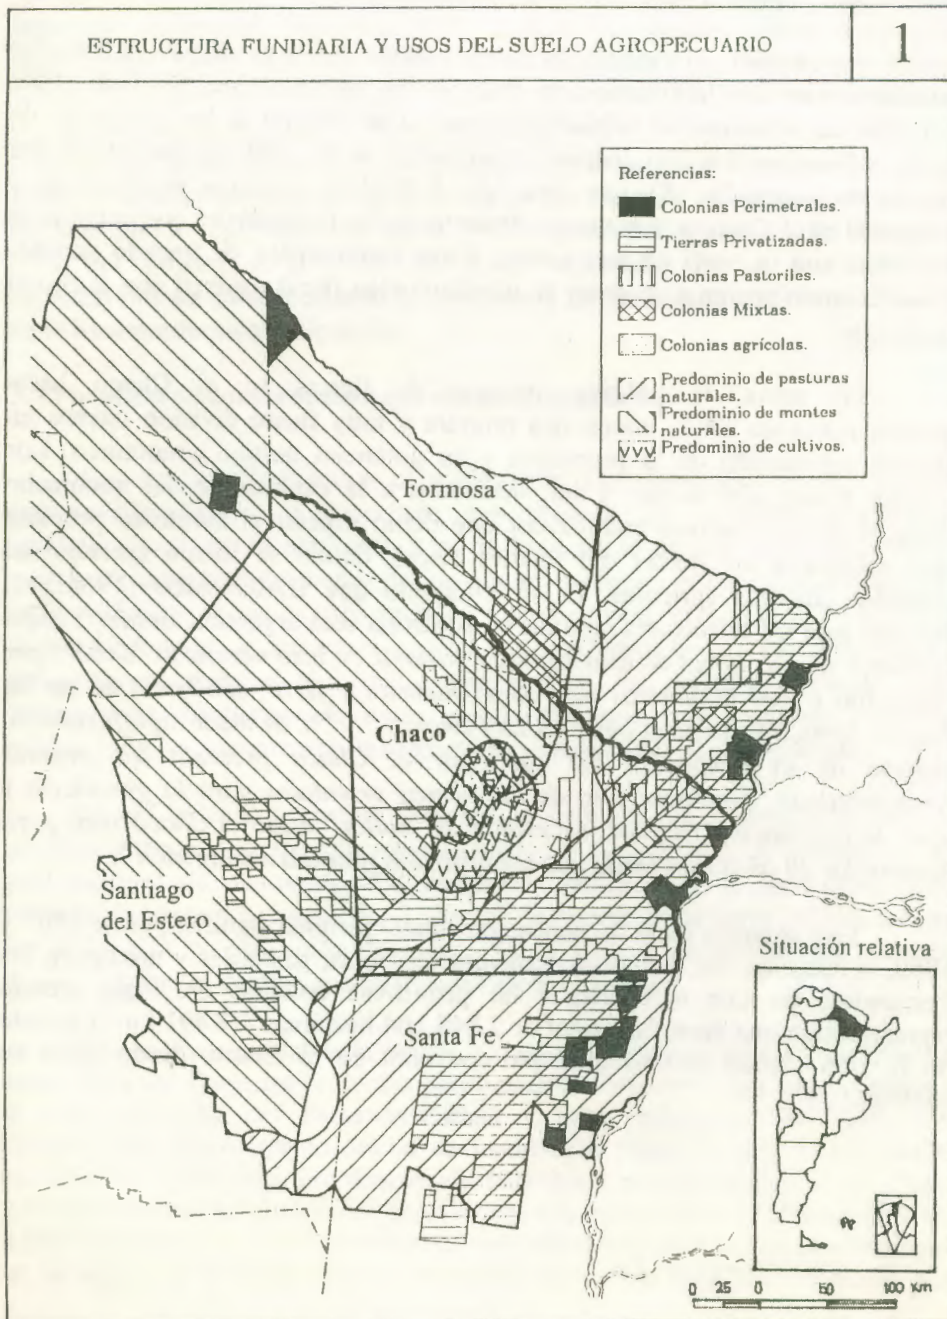 ESTRUCTURA FUNDIARIA Y USOS DEL SUELO AGROPECUARIO
1
Referencias:
Colonias Perimetrales.
Tierras Privatizadas.
Colonias Pastoriles.
Colonias Mixtas.
Colonias agrícolas.
Predominio de pasturas
naturales.
Predominio de montes
naturales.
Predominio de cultivos.
Formosa
Chaco
Santiago
del Estero
Santa Fe
Situación relativa
0 25 0 50 100 Km